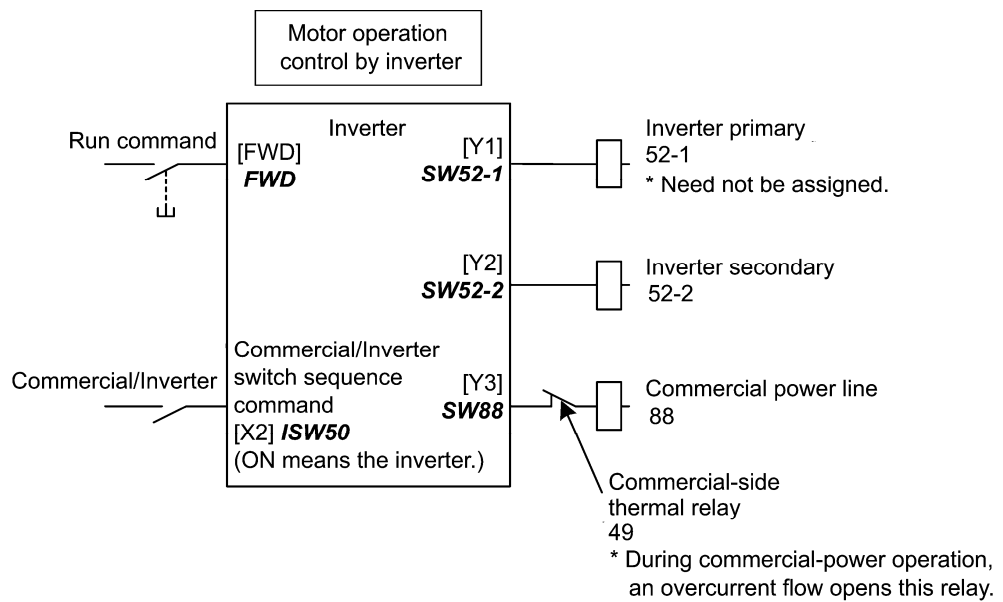 Motor operation
control by inverter
Inverter
Run command
[FWD]
FWD
[Y1]
SW52-1
Inverter primary
52-1
* Need not be assigned.
[Y2]
SW52-2
Inverter secondary
52-2
Commercial/Inverter
Commercial/Inverter
switch sequence
command
[X2] ISW50
(ON means the inverter.)
[Y3]
SW88
Commercial power line
88
Commercial-side
thermal relay
49
* During commercial-power operation,
an overcurrent flow opens this relay.